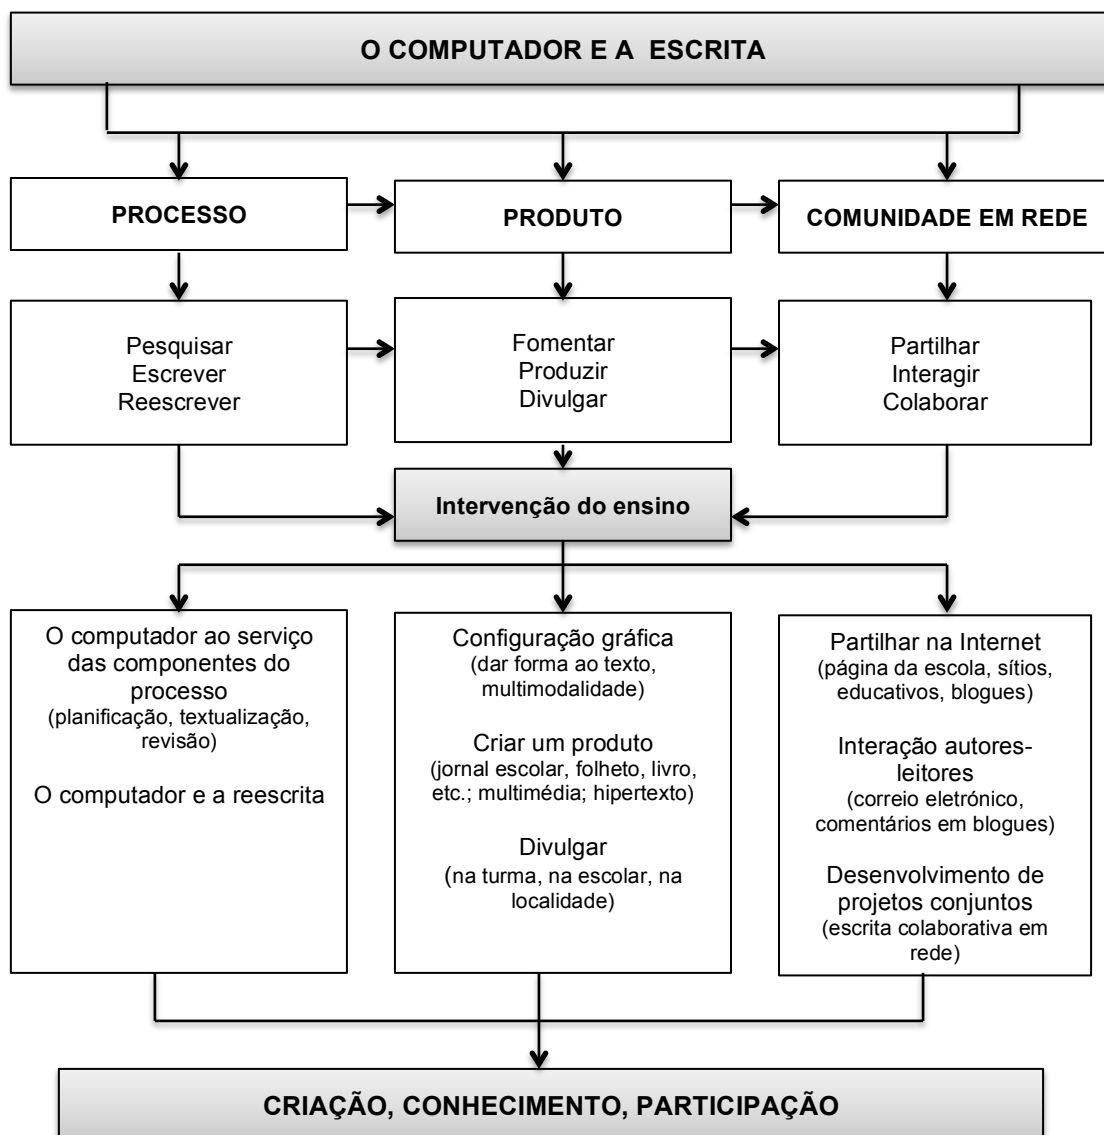 O COMPUTADOR E A ESCRITA
PROCESSO
PRODUTO
COMUNIDADE EM REDE
Pesquisar
Escrever
Reescrever
Fomentar
Produzir
Divulgar
Partilhar
Interagir
Colaborar
Intervenção do ensino
O computador ao serviço
das componentes do
processo
(planificação, textualização,
revisão)
O computador e a reescrita
Configuração gráfica
(dar forma ao texto,
multimodalidade)
Criar um produto
(jornal escolar, folheto, livro,
etc.; multimédia; hipertexto)
Divulgar
(na turma, na escolar, na
localidade)
Partilhar na Internet
(página da escola, sítios,
educativos, blogues)
Interação autores-
leitores
(correio eletrónico,
comentários em blogues)
Desenvolvimento de
projetos conjuntos
(escrita colaborativa em
rede)
CRIAÇÃO, CONHECIMENTO, PARTICIPAÇÃO